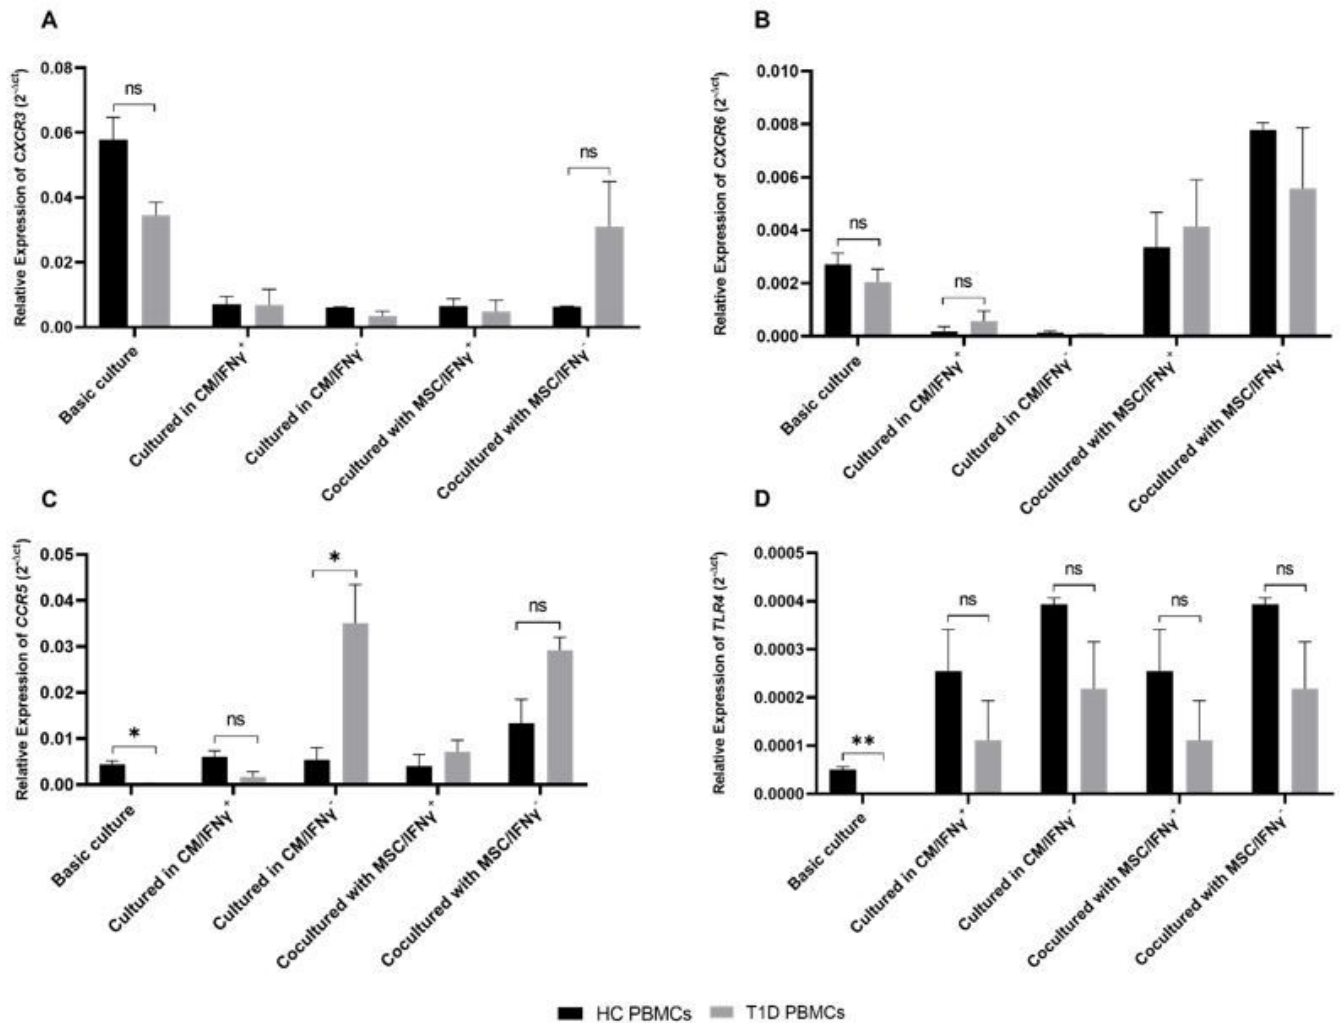 A
Relative Expression of CXCR3 (2^-Δct)
0.08
0.06
0.04
0.02
0.00
ns
ns
Basic culture
Cultured in CM/IFNγ+
Cultured in CM/IFNγ-
Cocultured with MSC/IFNγ+
Cocultured with MSC/IFNγ-
B
Relative Expression of CXCR6 (2^-Δct)
0.010
0.008
0.006
0.004
0.002
0.000
ns
ns
Basic culture
Cultured in CM/IFNγ+
Cultured in CM/IFNγ-
Cocultured with MSC/IFNγ+
Cocultured with MSC/IFNγ-
C
Relative Expression of CCR5 (2^-Δct)
0.05
0.04
0.03
0.02
0.01
0.00
*
ns
*
ns
Basic culture
Cultured in CM/IFNγ+
Cultured in CM/IFNγ-
Cocultured with MSC/IFNγ+
Cocultured with MSC/IFNγ-
D
Relative Expression of TLR4 (2^-Δct)
0.0005
0.0004
0.0003
0.0002
0.0001
0.0000
**
ns
ns
ns
ns
Basic culture
Cultured in CM/IFNγ+
Cultured in CM/IFNγ-
Cocultured with MSC/IFNγ+
Cocultured with MSC/IFNγ-
HC PBMCs
T1D PBMCs